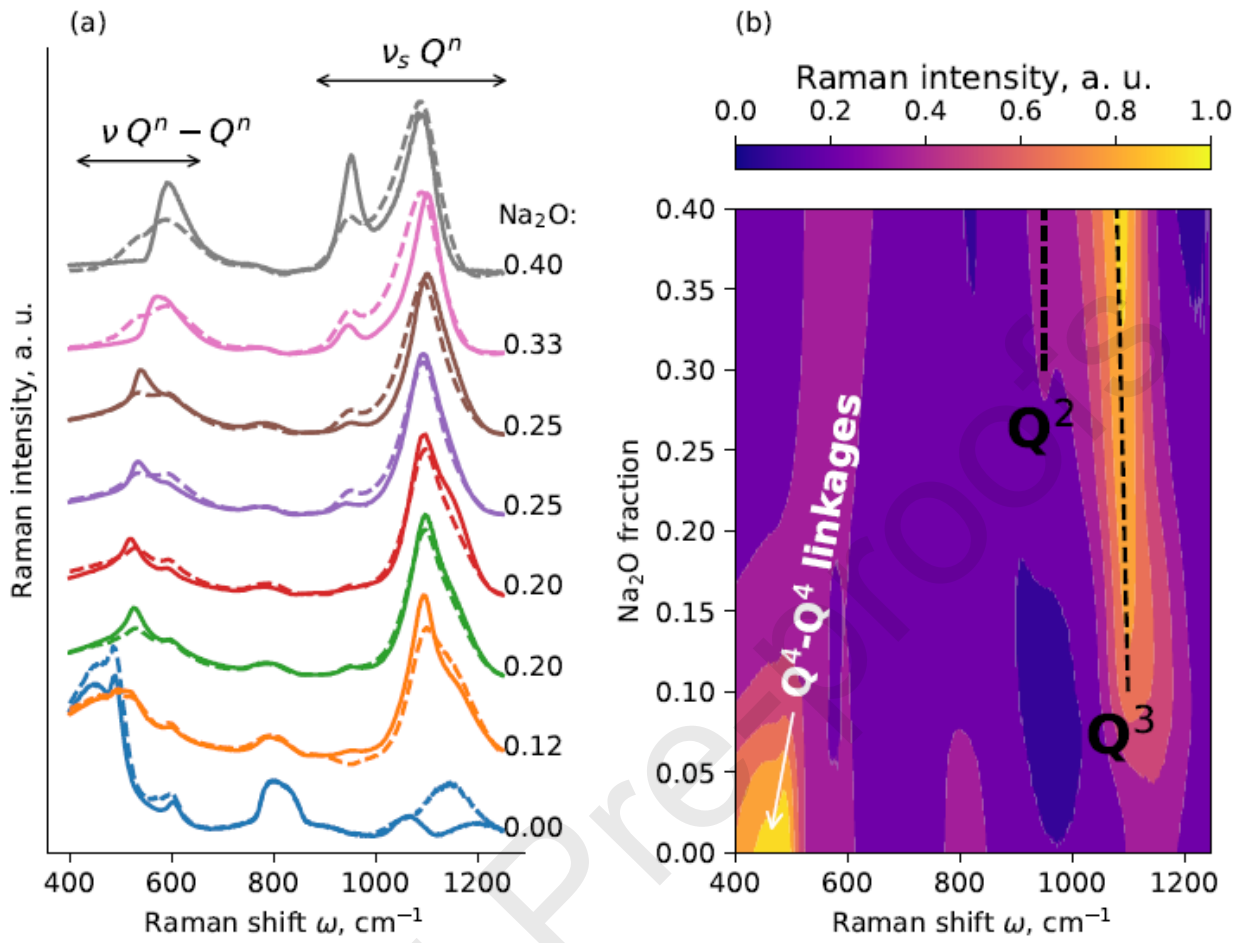 (a)
ν_s Q^n
ν Q^n − Q^n
Na₂O:
0.40
0.33
0.25
0.25
0.20
0.20
0.12
0.00
Raman intensity, a. u.
400 600 800 1000 1200
Raman shift ω, cm⁻¹
(b)
Raman intensity, a. u.
0.0 0.2 0.4 0.6 0.8 1.0
0.40
0.35
0.30
0.25
0.20
0.15
0.10
0.05
0.00
Na₂O fraction
Q²
Q³
Q⁴-Q⁴ linkages
400 600 800 1000 1200
Raman shift ω, cm⁻¹
Pre-proofs